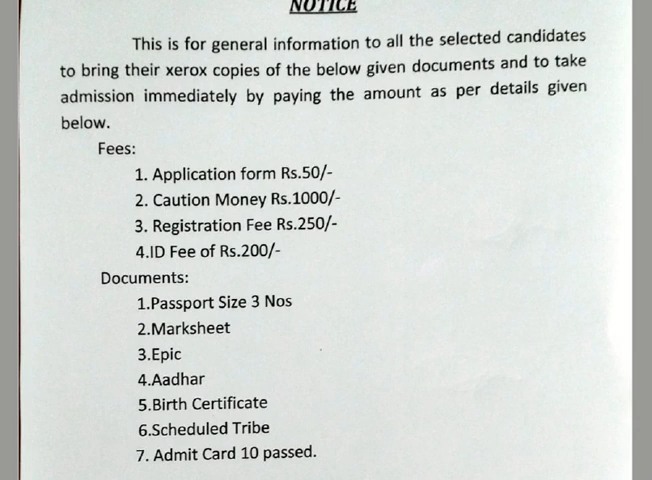 NOTICE
This is for general information to all the selected candidates
to bring their xerox copies of the below given documents and to take
admission immediately by paying the amount as per details given
below.
Fees:
1. Application form Rs.50/-
2. Caution Money Rs.1000/-
3. Registration Fee Rs.250/-
4.ID Fee of Rs.200/-
Documents:
1.Passport Size 3 Nos
2.Marksheet
3.Epic
4.Aadhar
5.Birth Certificate
6.Scheduled Tribe
7. Admit Card 10 passed.